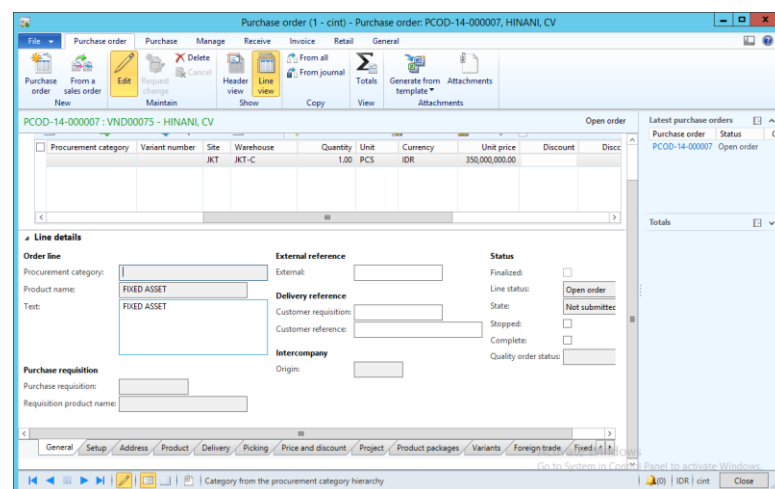 Purchase order (1 - cint) - Purchase order: PCOD-14-000007, HINANI, CV
File Purchase order Purchase Manage Receive Invoice Retail General
Purchase order
From a sales order
Edit
Request change
Delete
Cancel
Header view
Line view
From all
From journal
Totals
Generate from template
Attachments
New Maintain Show Copy View Attachments
PCOD-14-000007 : VND00075 - HINANI, CV Open order
Procurement category Variant number Site Warehouse Quantity Unit Currency Unit price Discount Disc
JKT JKT-C 1.00 PCS IDR 350,000,000.00
Line details
Order line
Procurement category:
Product name: FIXED ASSET
Text: FIXED ASSET
Purchase requisition
Purchase requisition:
Requisition product name:
External reference
External:
Delivery reference
Customer requisition:
Customer reference:
Intercompany
Origin:
Status
Finalized:
Line status: Open order
State: Not submitted
Stopped:
Complete:
Quality order status:
General Setup Address Product Delivery Picking Price and discount Project Product packages Variants Foreign trade Fixed
Latest purchase orders
Purchase order Status
PCOD-14-000007 Open order
Totals
Activate Windows
Go to System in Control Panel to activate Windows.
Category from the procurement category hierarchy
(0) IDR cint Close